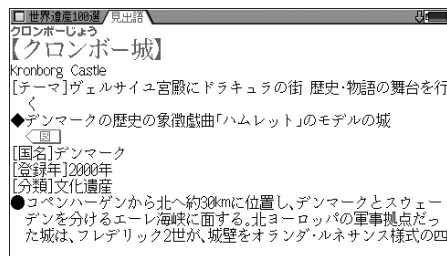 世界遺産100選 見出語
クロンボーじょう
【クロンボー城】
Kronborg Castle
[テーマ]ヴェルサイユ宮殿にドラキュラの街 歴史・物語の舞台を行
く
◆デンマークの歴史の象徴戯曲「ハムレット」のモデルの城
図
[国名]デンマーク
[登録年]2000年
[分類]文化遺産
●コペンハーゲンから北へ約30kmに位置し、デンマークとスウェー
デンを分けるエーレ海峡に面する。北ヨーロッパの軍事拠点だっ
た城は、フレデリック2世が、城壁をオランダ・ルネサンス様式の四